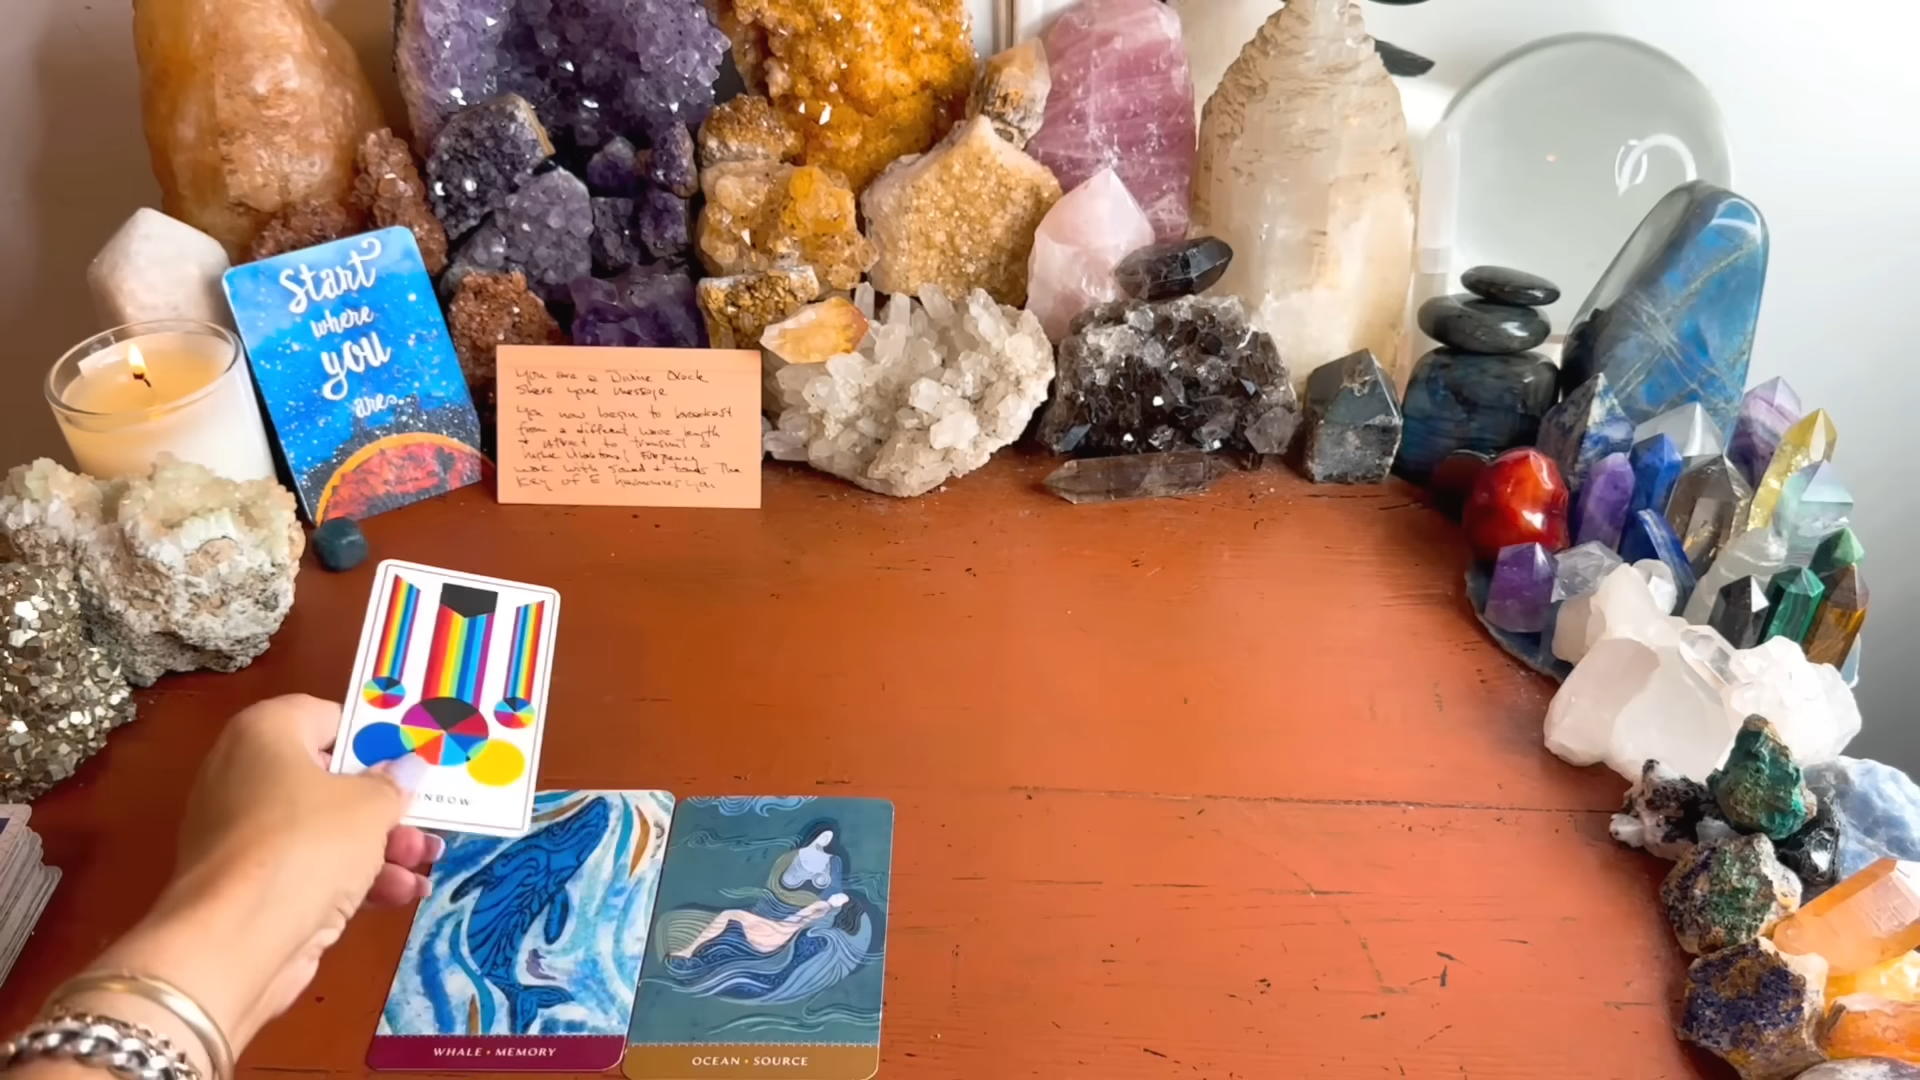 Start
where
you
are...
You are a Divine Oracle
Share your message
You now begin to broadcast
from a different wave length
+ attract to transmit a
higher Vibrational Frequency
work with sound + tones The
Key of E harmonizes you
INBOW
WHALE • MEMORY
OCEAN • SOURCE